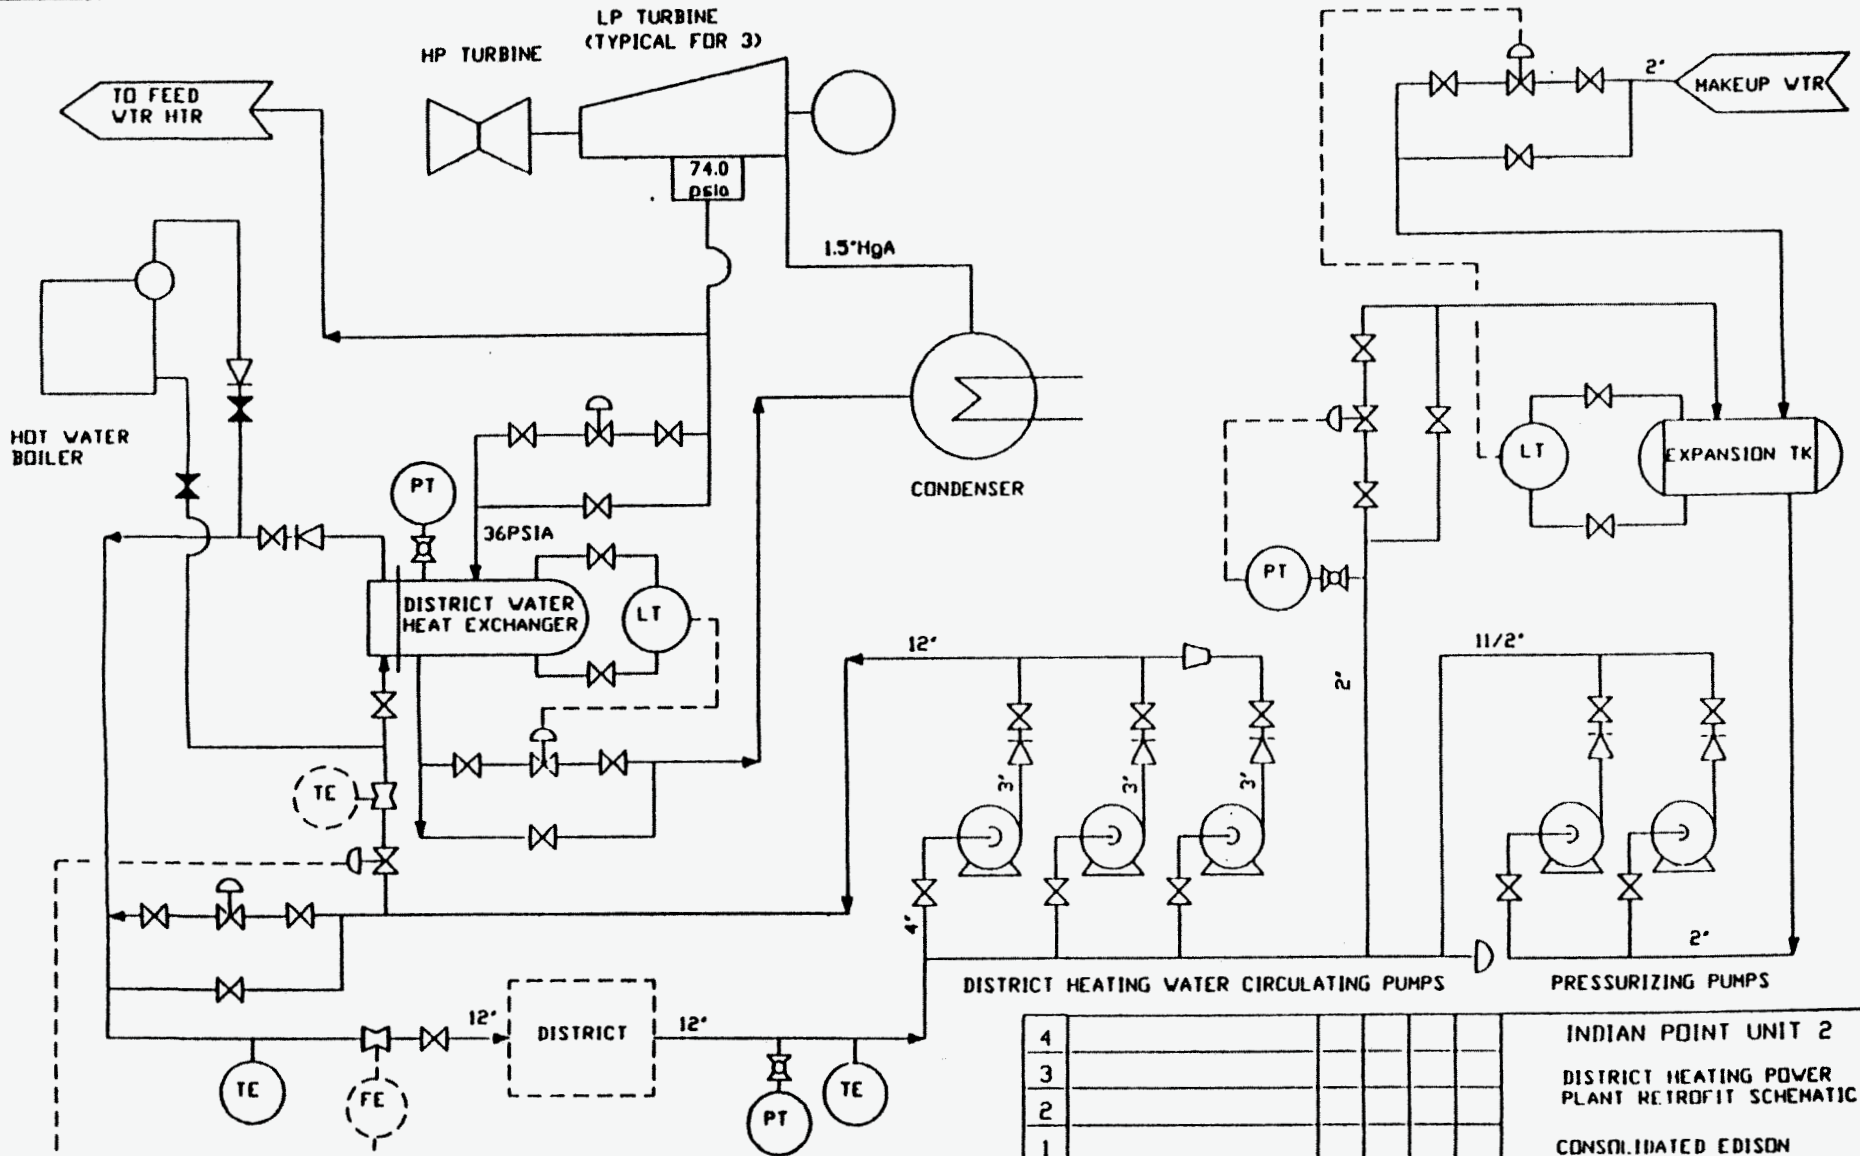 LP TURBINE
(TYPICAL FOR 3)
HP TURBINE
TO FEED
WTR HTR
2"
MAKEUP WTR
74.0
psia
1.5"HgA
HOT WATER
BOILER
PT
36PSIA
CONDENSER
LT
EXPANSION TK
DISTRICT WATER
HEAT EXCHANGER
LT
PT
12"
2"
11/2"
TE
3"
3"
3"
4"
2"
DISTRICT HEATING WATER CIRCULATING PUMPS
PRESSURIZING PUMPS
12"
DISTRICT
12"
TE
FE
PT
TE
4
3
2
1
INDIAN POINT UNIT 2
DISTRICT HEATING POWER
PLANT RETROFIT SCHEMATIC
CONSOLIDATED EDISON